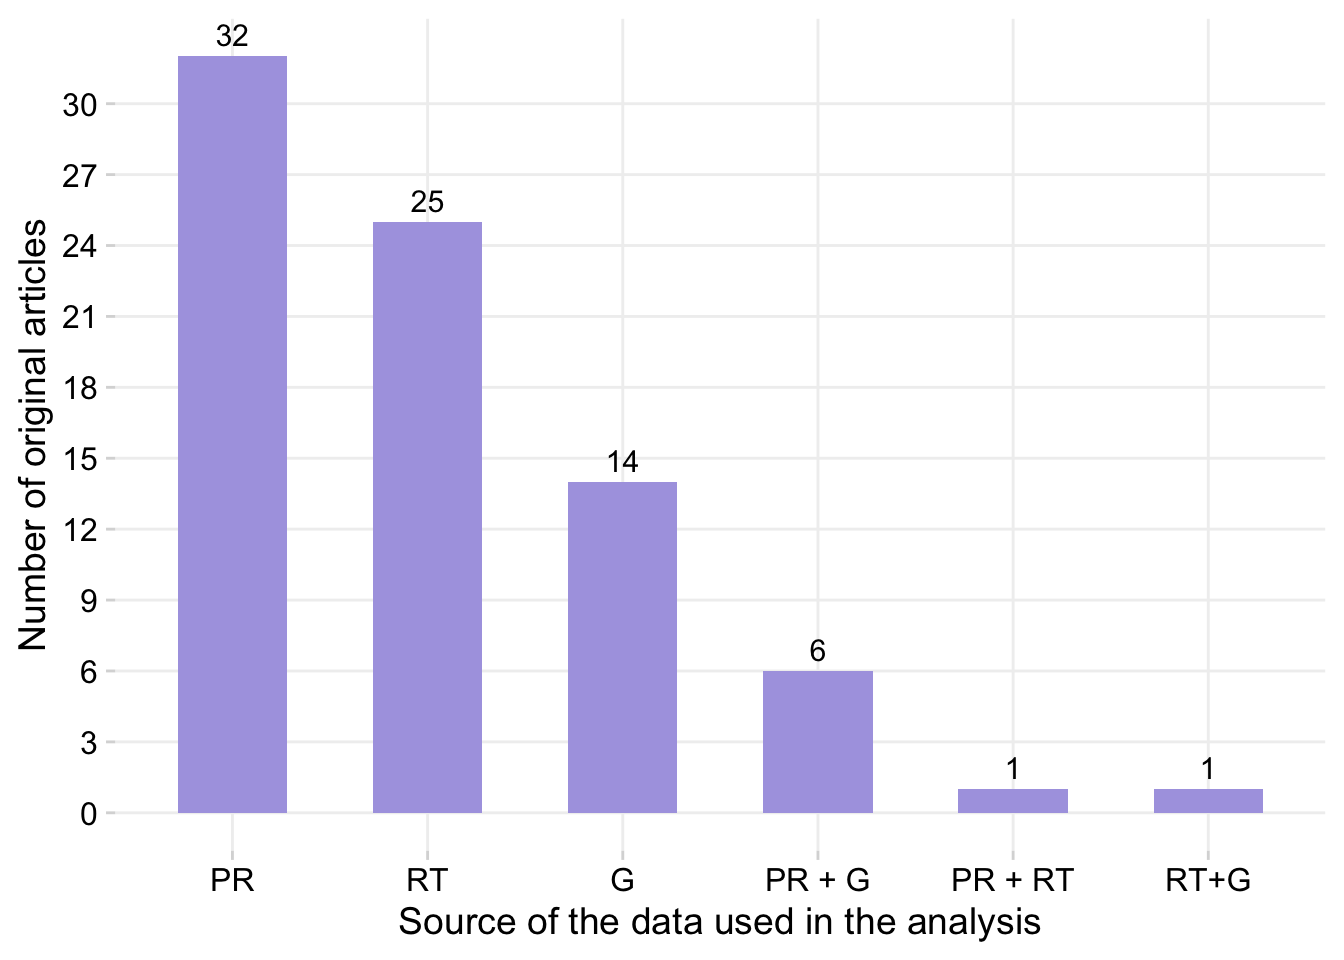 Number of original articles
30
27
24
21
18
15
12
9
6
3
0
32
25
14
6
1
1
PR
RT
G
PR + G
PR + RT
RT+G
Source of the data used in the analysis